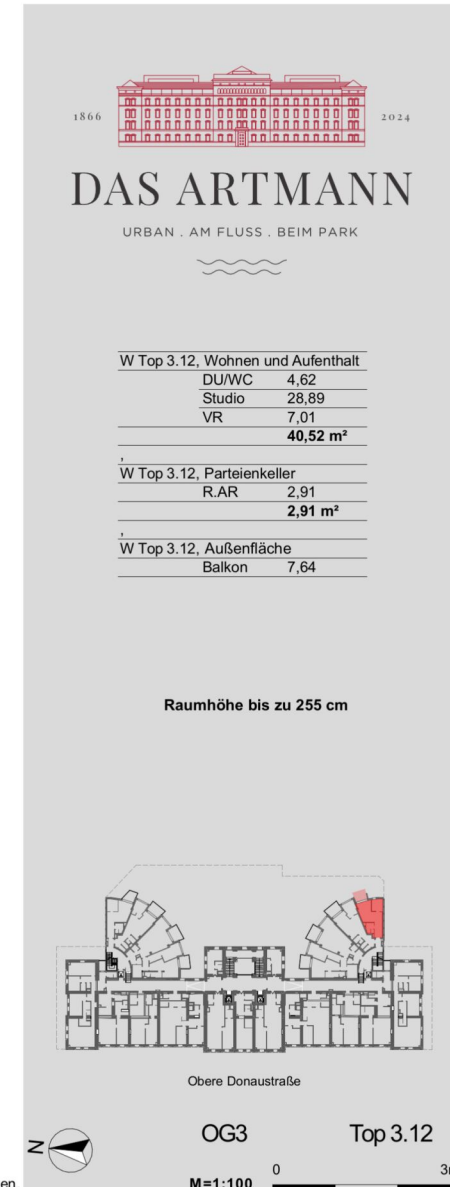 1866
2024
DAS ARTMANN
URBAN . AM FLUSS . BEIM PARK
W Top 3.12, Wohnen und Aufenthalt
DU/WC 4,62
Studio 28,89
VR 7,01
40,52 m²
,
W Top 3.12, Parteienkeller
R.AR 2,91
2,91 m²
,
W Top 3.12, Außenfläche
Balkon 7,64
Raumhöhe bis zu 255 cm
Obere Donaustraße
N
OG3 Top 3.12
M=1:100
0